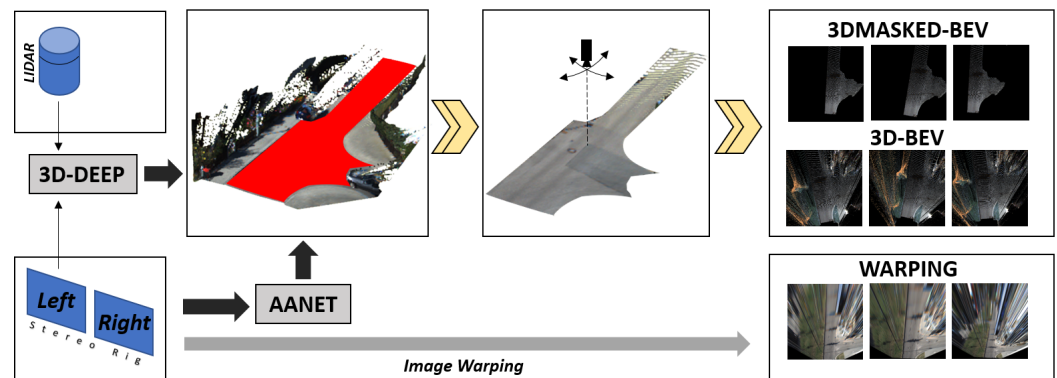 LIDAR
3D-DEEP
Left
Right
Stereo Rig
AANET
Image Warping
3DMASKED-BEV
3D-BEV
WARPING